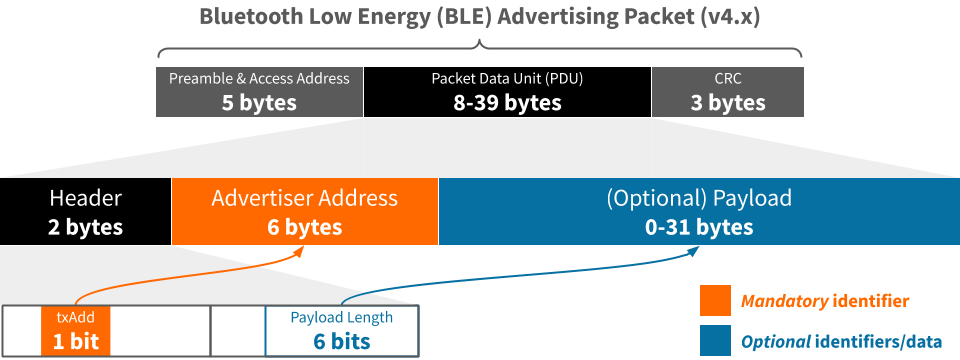 Bluetooth Low Energy (BLE) Advertising Packet (v4.x)
Preamble & Access Address
5 bytes
Packet Data Unit (PDU)
8-39 bytes
CRC
3 bytes
Header
2 bytes
Advertiser Address
6 bytes
(Optional) Payload
0-31 bytes
txAdd
1 bit
Payload Length
6 bits
Mandatory identifier
Optional identifiers/data